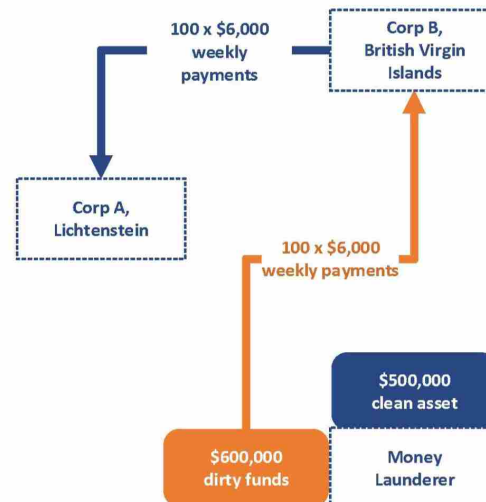 100 x $6,000
weekly
payments
Corp B,
British Virgin
Islands
Corp A,
Lichtenstein
100 x $6,000
weekly payments
$500,000
clean asset
$600,000
dirty funds
Money
Launderer